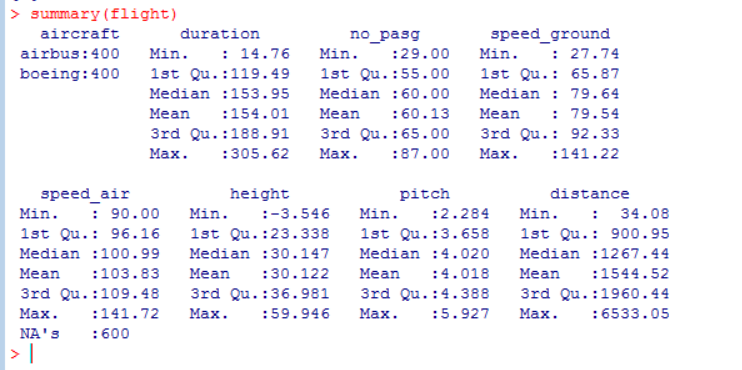 > summary(flight)
aircraft duration no_pasg speed_ground
airbus:400 Min. : 14.76 Min. :29.00 Min. : 27.74
boeing:400 1st Qu.:119.49 1st Qu.:55.00 1st Qu.: 65.87
Median :153.95 Median :60.00 Median : 79.64
Mean :154.01 Mean :60.13 Mean : 79.54
3rd Qu.:188.91 3rd Qu.:65.00 3rd Qu.: 92.33
Max. :305.62 Max. :87.00 Max. :141.22
speed_air height pitch distance
Min. : 90.00 Min. :-3.546 Min. :2.284 Min. : 34.08
1st Qu.: 96.16 1st Qu.:23.338 1st Qu.:3.658 1st Qu.: 900.95
Median :100.99 Median :30.147 Median :4.020 Median :1267.44
Mean :103.83 Mean :30.122 Mean :4.018 Mean :1544.52
3rd Qu.:109.48 3rd Qu.:36.981 3rd Qu.:4.388 3rd Qu.:1960.44
Max. :141.72 Max. :59.946 Max. :5.927 Max. :6533.05
NA's :600
>